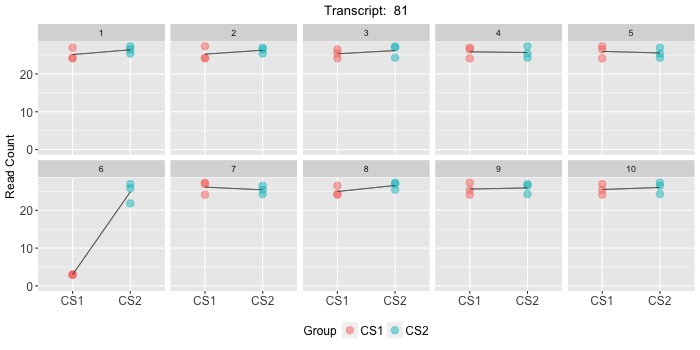 Transcript: 81
1 2 3 4 5
20
10
0
Read Count
6 7 8 9 10
20
10
0
CS1 CS2 CS1 CS2 CS1 CS2 CS1 CS2 CS1 CS2
Group CS1 CS2